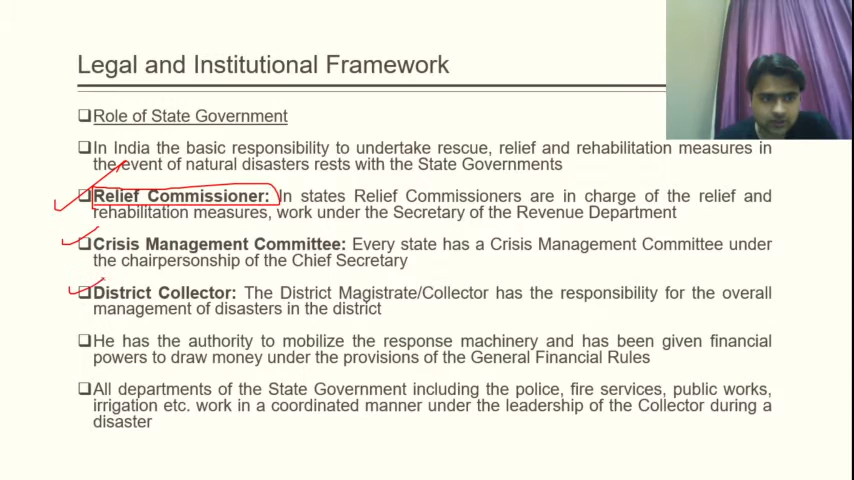 Legal and Institutional Framework
❑Role of State Government
❑In India the basic responsibility to undertake rescue, relief and rehabilitation measures in
the event of natural disasters rests with the State Governments
❑Relief Commissioner: In states Relief Commissioners are in charge of the relief and
rehabilitation measures, work under the Secretary of the Revenue Department
❑Crisis Management Committee: Every state has a Crisis Management Committee under
the chairpersonship of the Chief Secretary
❑District Collector: The District Magistrate/Collector has the responsibility for the overall
management of disasters in the district
❑He has the authority to mobilize the response machinery and has been given financial
powers to draw money under the provisions of the General Financial Rules
❑All departments of the State Government including the police, fire services, public works,
irrigation etc. work in a coordinated manner under the leadership of the Collector during a
disaster